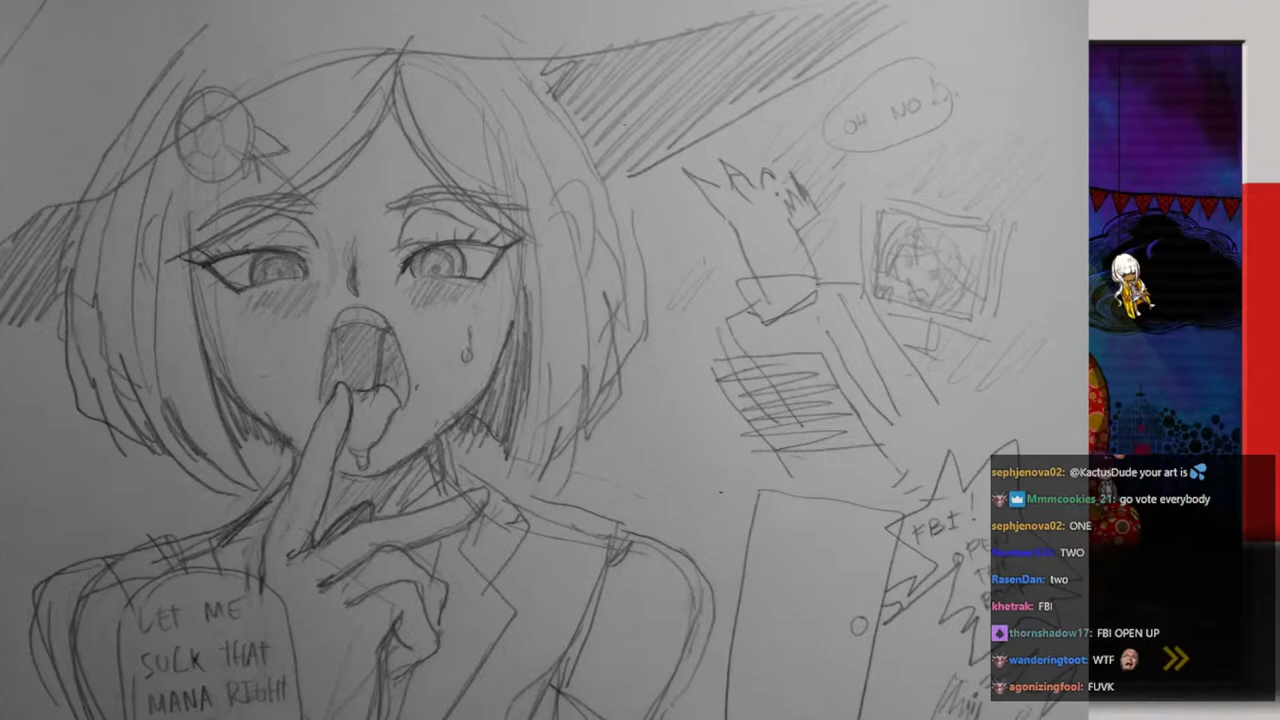 OH NO
FBI!
OPEN
LET ME
SUCK THAT
MANA RIGHT
sephjenova02: @KactusDude your art is
Mmmcookies_21: go vote everybody
sephjenova02: ONE
TWO
RasenDan: two
khetrak: FBI
thornshadow17: FBI OPEN UP
wanderingtoot: WTF
agonizingfool: FUVK